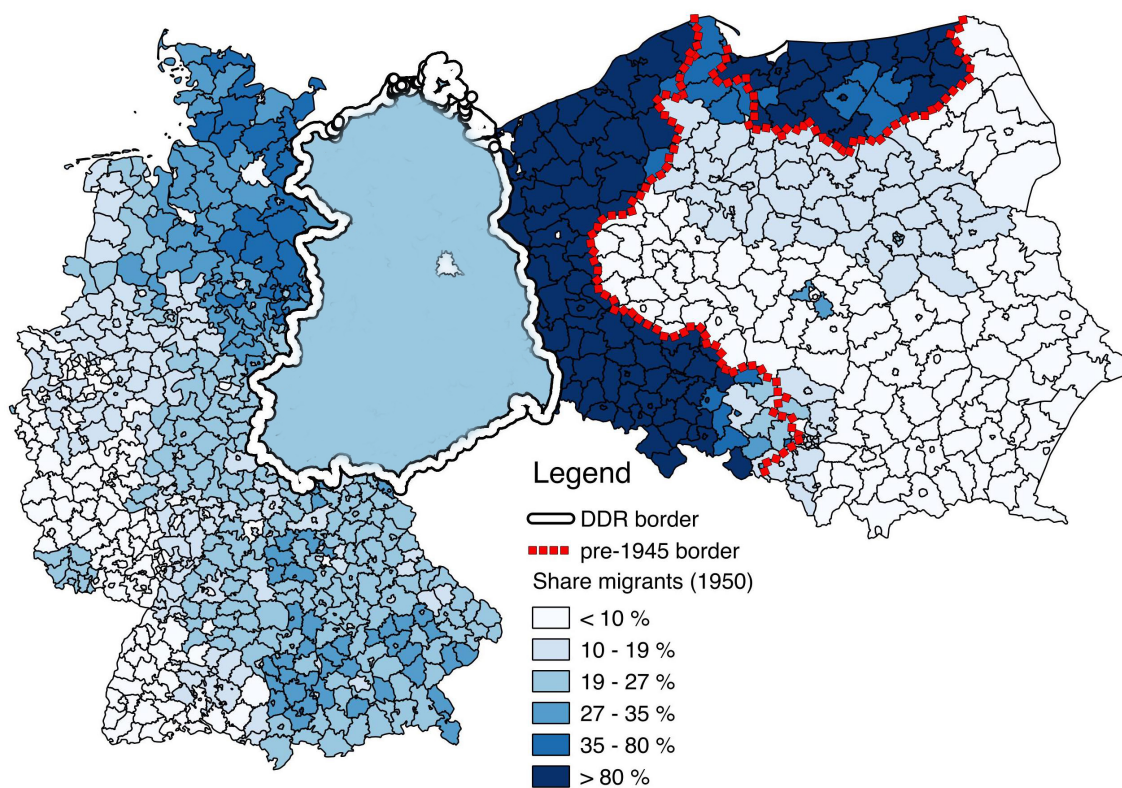 Legend
DDR border
pre-1945 border
Share migrants (1950)
< 10 %
10 - 19 %
19 - 27 %
27 - 35 %
35 - 80 %
> 80 %